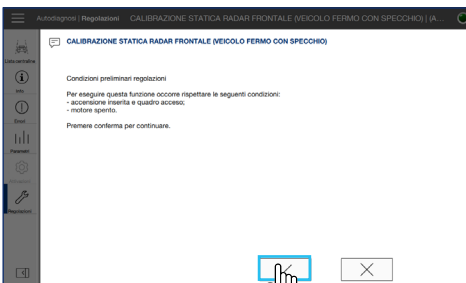 Autodiagnosi | Regolazioni CALIBRAZIONE STATICA RADAR FRONTALE (VEICOLO FERMO CON SPECCHIO) | (A...
CALIBRAZIONE STATICA RADAR FRONTALE (VEICOLO FERMO CON SPECCHIO)
Lista centraline
Info
Errori
Parametri
Attivazioni
Regolazioni
Condizioni preliminari regolazioni
Per eseguire questa funzione occorre rispettare le seguenti condizioni:
- accensione inserita e quadro acceso;
- motore spento.
Premere conferma per continuare.